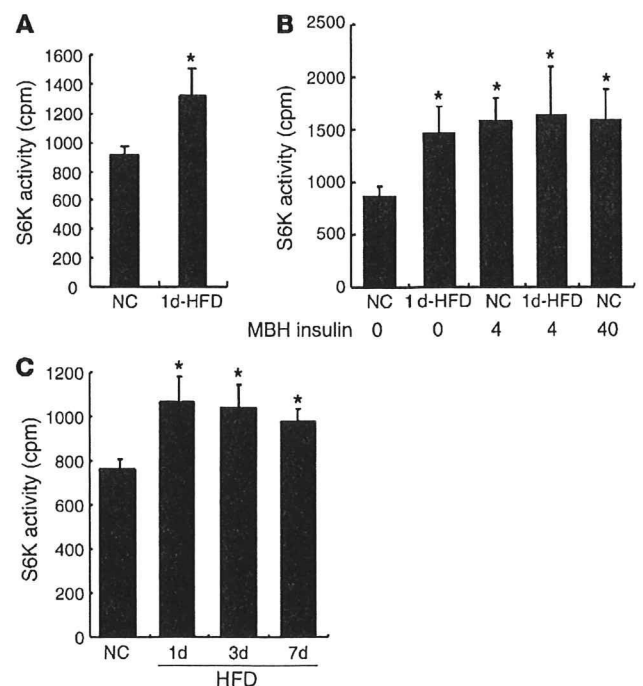 A
S6K activity (cpm)
1600
1400
1200
1000
800
600
400
200
0
*
NC 1d-HFD
B
S6K activity (cpm)
2500
2000
1500
1000
500
0
* * * *
NC 1d-HFD NC 1d-HFD NC
MBH insulin 0 0 4 4 40
C
S6K activity (cpm)
1200
1000
800
600
400
200
0
* * *
NC 1d 3d 7d
HFD